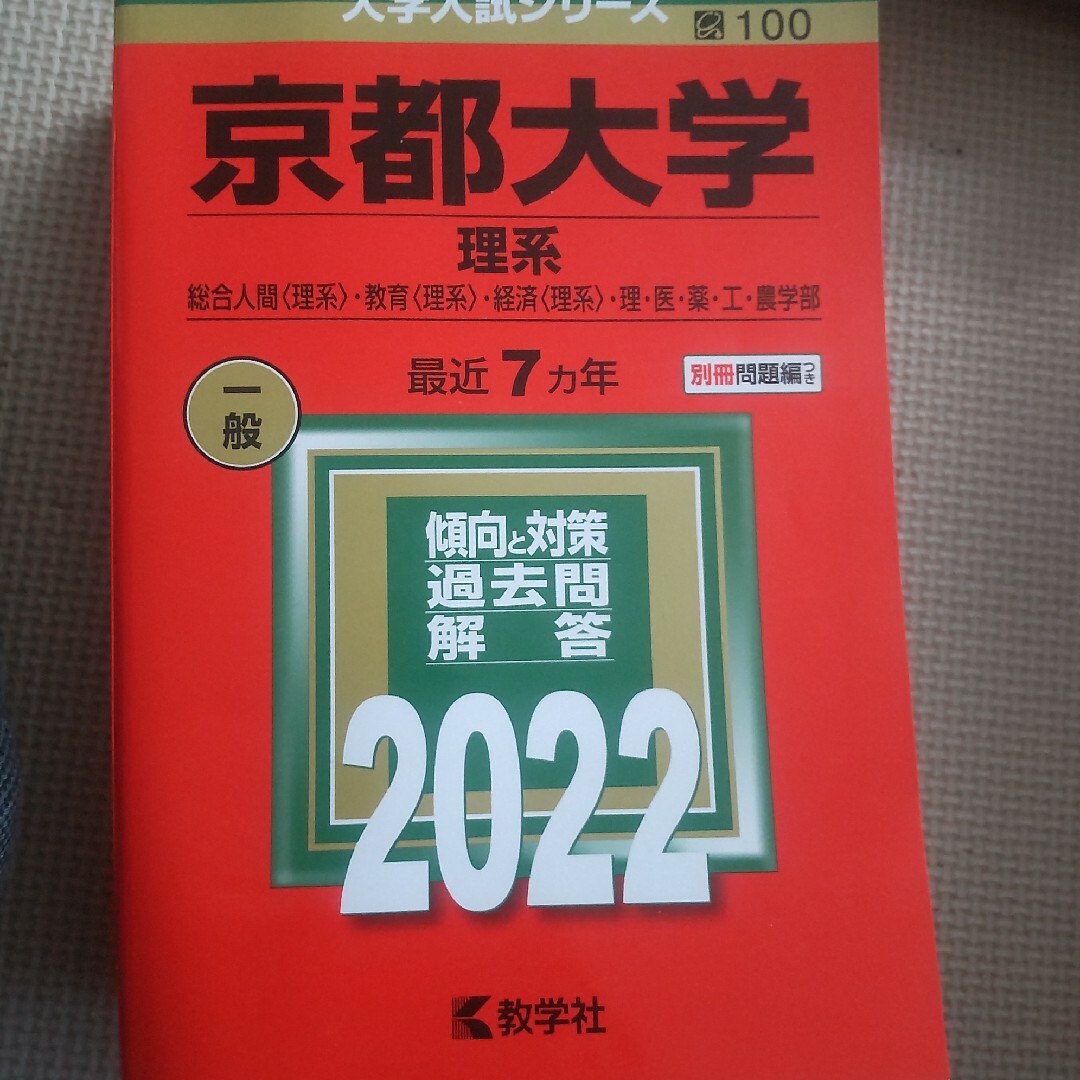 大学入試シリーズ
100
京都大学
理系
総合人間〈理系〉・教育〈理系〉・経済〈理系〉・理・医・薬・工・農学部
一般
最近7カ年
別冊問題編つき
傾向と対策
過去問
解答
2022
教学社